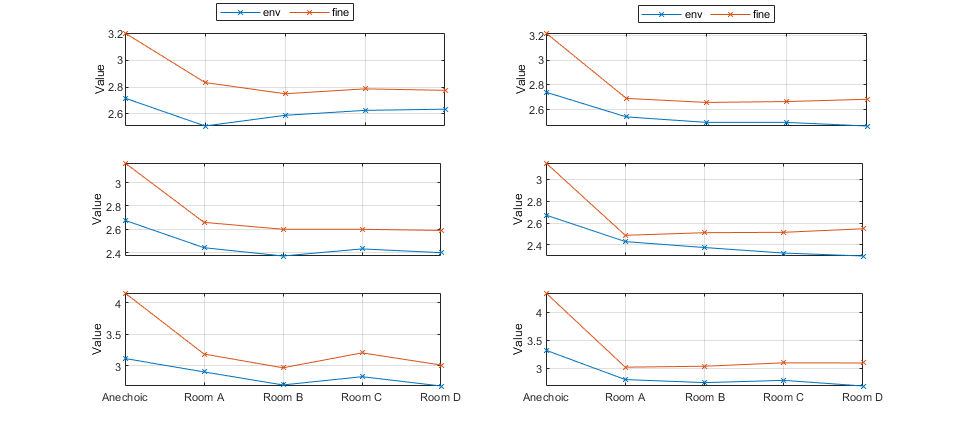 env fine
env fine
3.2
3
2.8
2.6
Value
3.2
3
2.8
2.6
Value
3
2.8
2.6
2.4
Value
3
2.8
2.6
2.4
Value
4
3.5
3
Value
Anechoic Room A Room B Room C Room D
4
3.5
3
Value
Anechoic Room A Room B Room C Room D